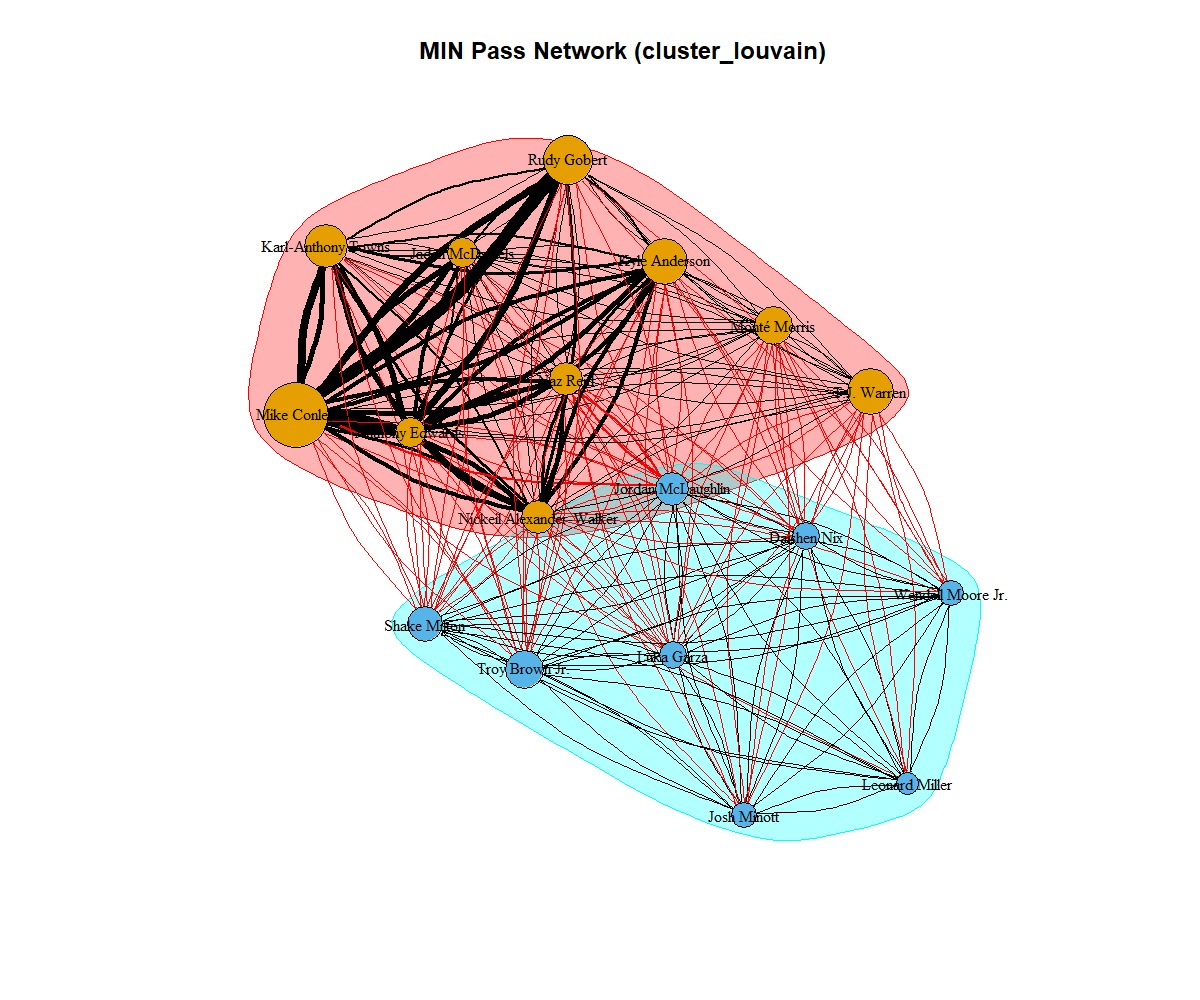 MIN Pass Network (cluster_louvain)
Rudy Gobert
Karl-Anthony Towns
Jaden McDaniels
Kyle Anderson
Monté Morris
Naz Reid
T.J. Warren
Mike Conley
Anthony Edwards
Jordan McLaughlin
Nickeil Alexander-Walker
Daishen Nix
Wendell Moore Jr.
Shake Milton
Luka Garza
Troy Brown Jr.
Leonard Miller
Josh Minott